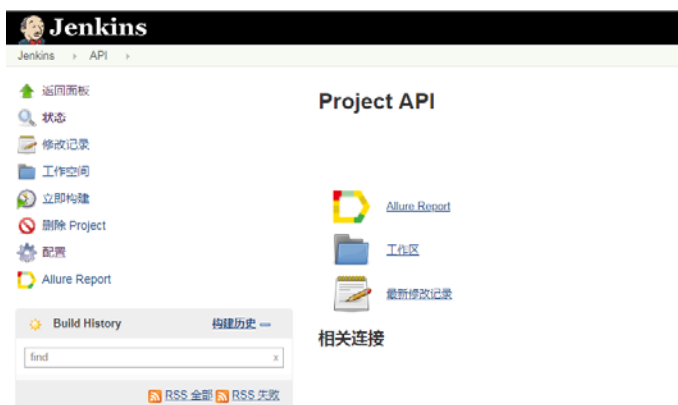 Jenkins
Jenkins › API ›
返回面板
状态
修改记录
工作空间
立即构建
删除 Project
配置
Allure Report
Build History 构建历史
find x
RSS 全部 RSS 失败
Project API
Allure Report
工作区
最新修改记录
相关连接